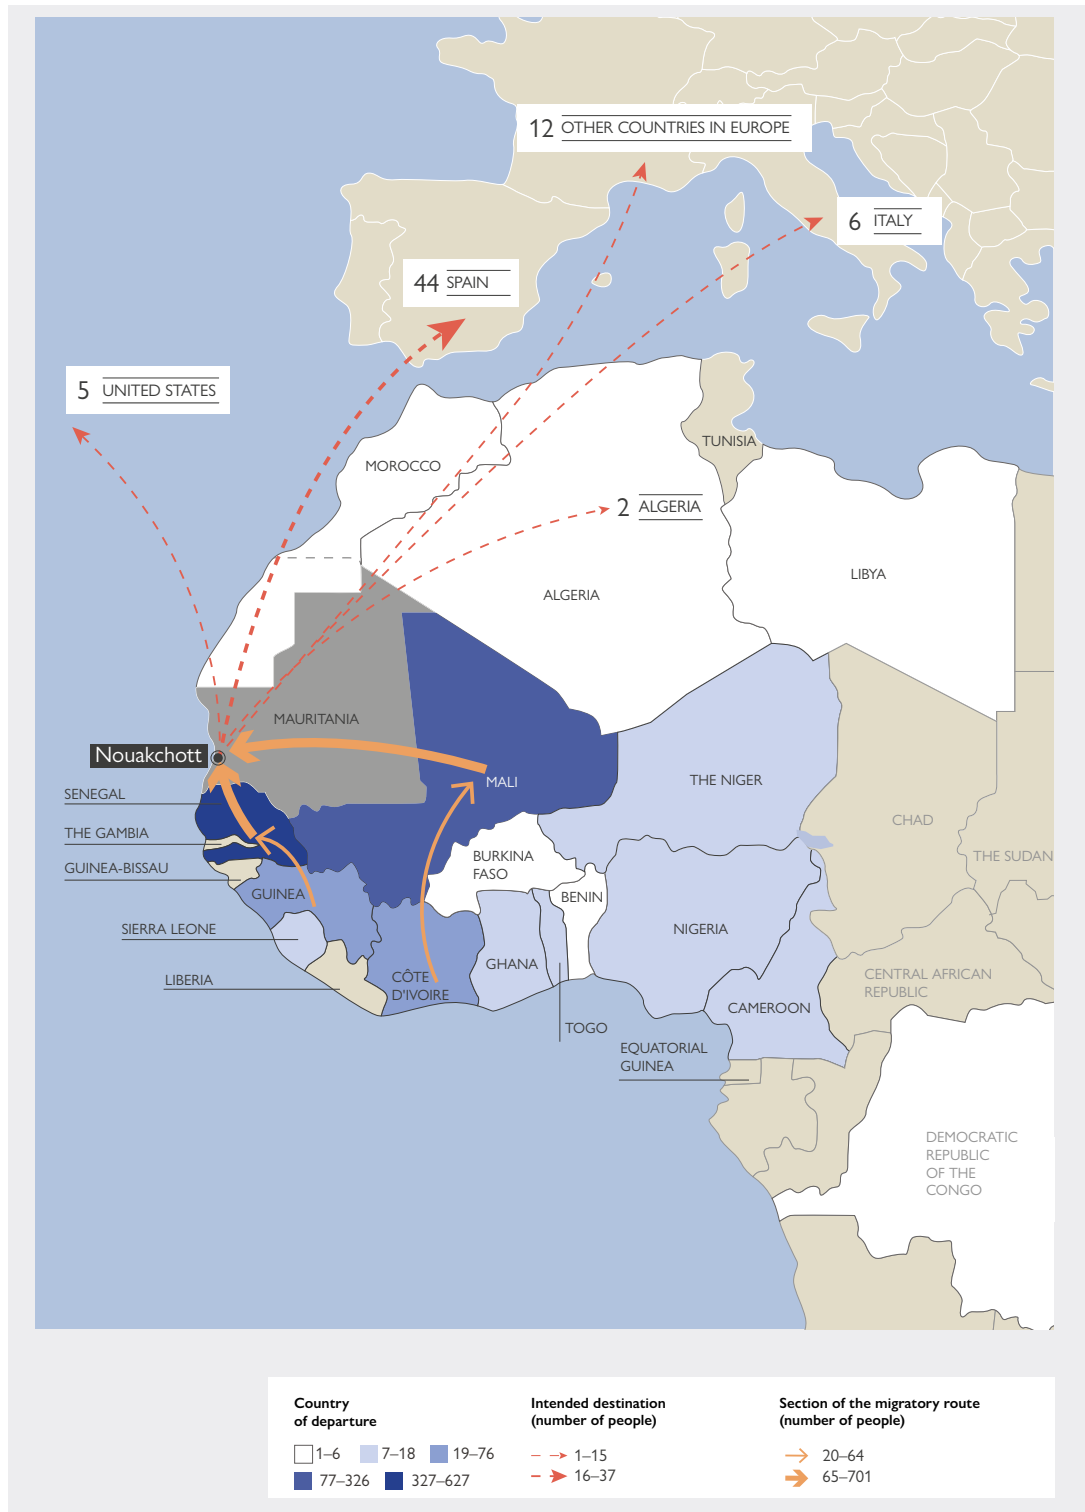 12 OTHER COUNTRIES IN EUROPE
6 ITALY
44 SPAIN
5 UNITED STATES
TUNISIA
MOROCCO
2 ALGERIA
LIBYA
ALGERIA
MAURITANIA
Nouakchott
MALI
THE NIGER
SENEGAL
CHAD
THE GAMBIA
THE SUDAN
BURKINA
FASO
GUINEA-BISSAU
GUINEA
BENIN
SIERRA LEONE
NIGERIA
GHANA
LIBERIA
CÔTE
D'IVOIRE
CENTRAL AFRICAN
REPUBLIC
CAMEROON
TOGO
EQUATORIAL
GUINEA
DEMOCRATIC
REPUBLIC
OF THE
CONGO
Country
of departure
1–6
7–18
19–76
77–326
327–627
Intended destination
(number of people)
1–15
16–37
Section of the migratory route
(number of people)
20–64
65–701